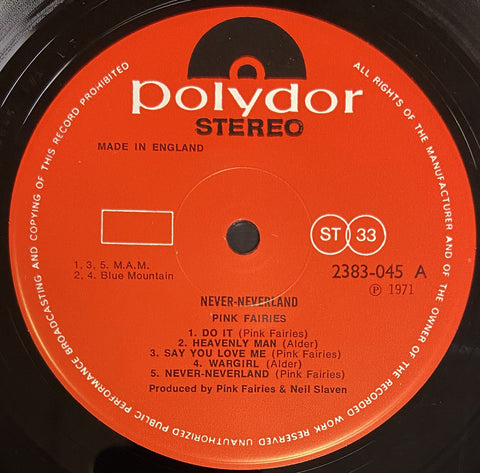 polydor
STEREO
MADE IN ENGLAND
ST 33
2383-045 A
Ⓟ 1971
1, 3, 5. M.A.M.
2, 4. Blue Mountain
NEVER-NEVERLAND
PINK FAIRIES
1. DO IT (Pink Fairies)
2. HEAVENLY MAN (Alder)
3. SAY YOU LOVE ME (Pink Fairies)
4. WARGIRL (Alder)
5. NEVER-NEVERLAND (Pink Fairies)
Produced by Pink Fairies & Neil Slaven
ALL RIGHTS OF THE MANUFACTURER AND OF THE OWNER OF THE RECORDED WORK RESERVED UNAUTHORIZED PUBLIC PERFORMANCE BROADCASTING AND COPYING OF THIS RECORD PROHIBITED